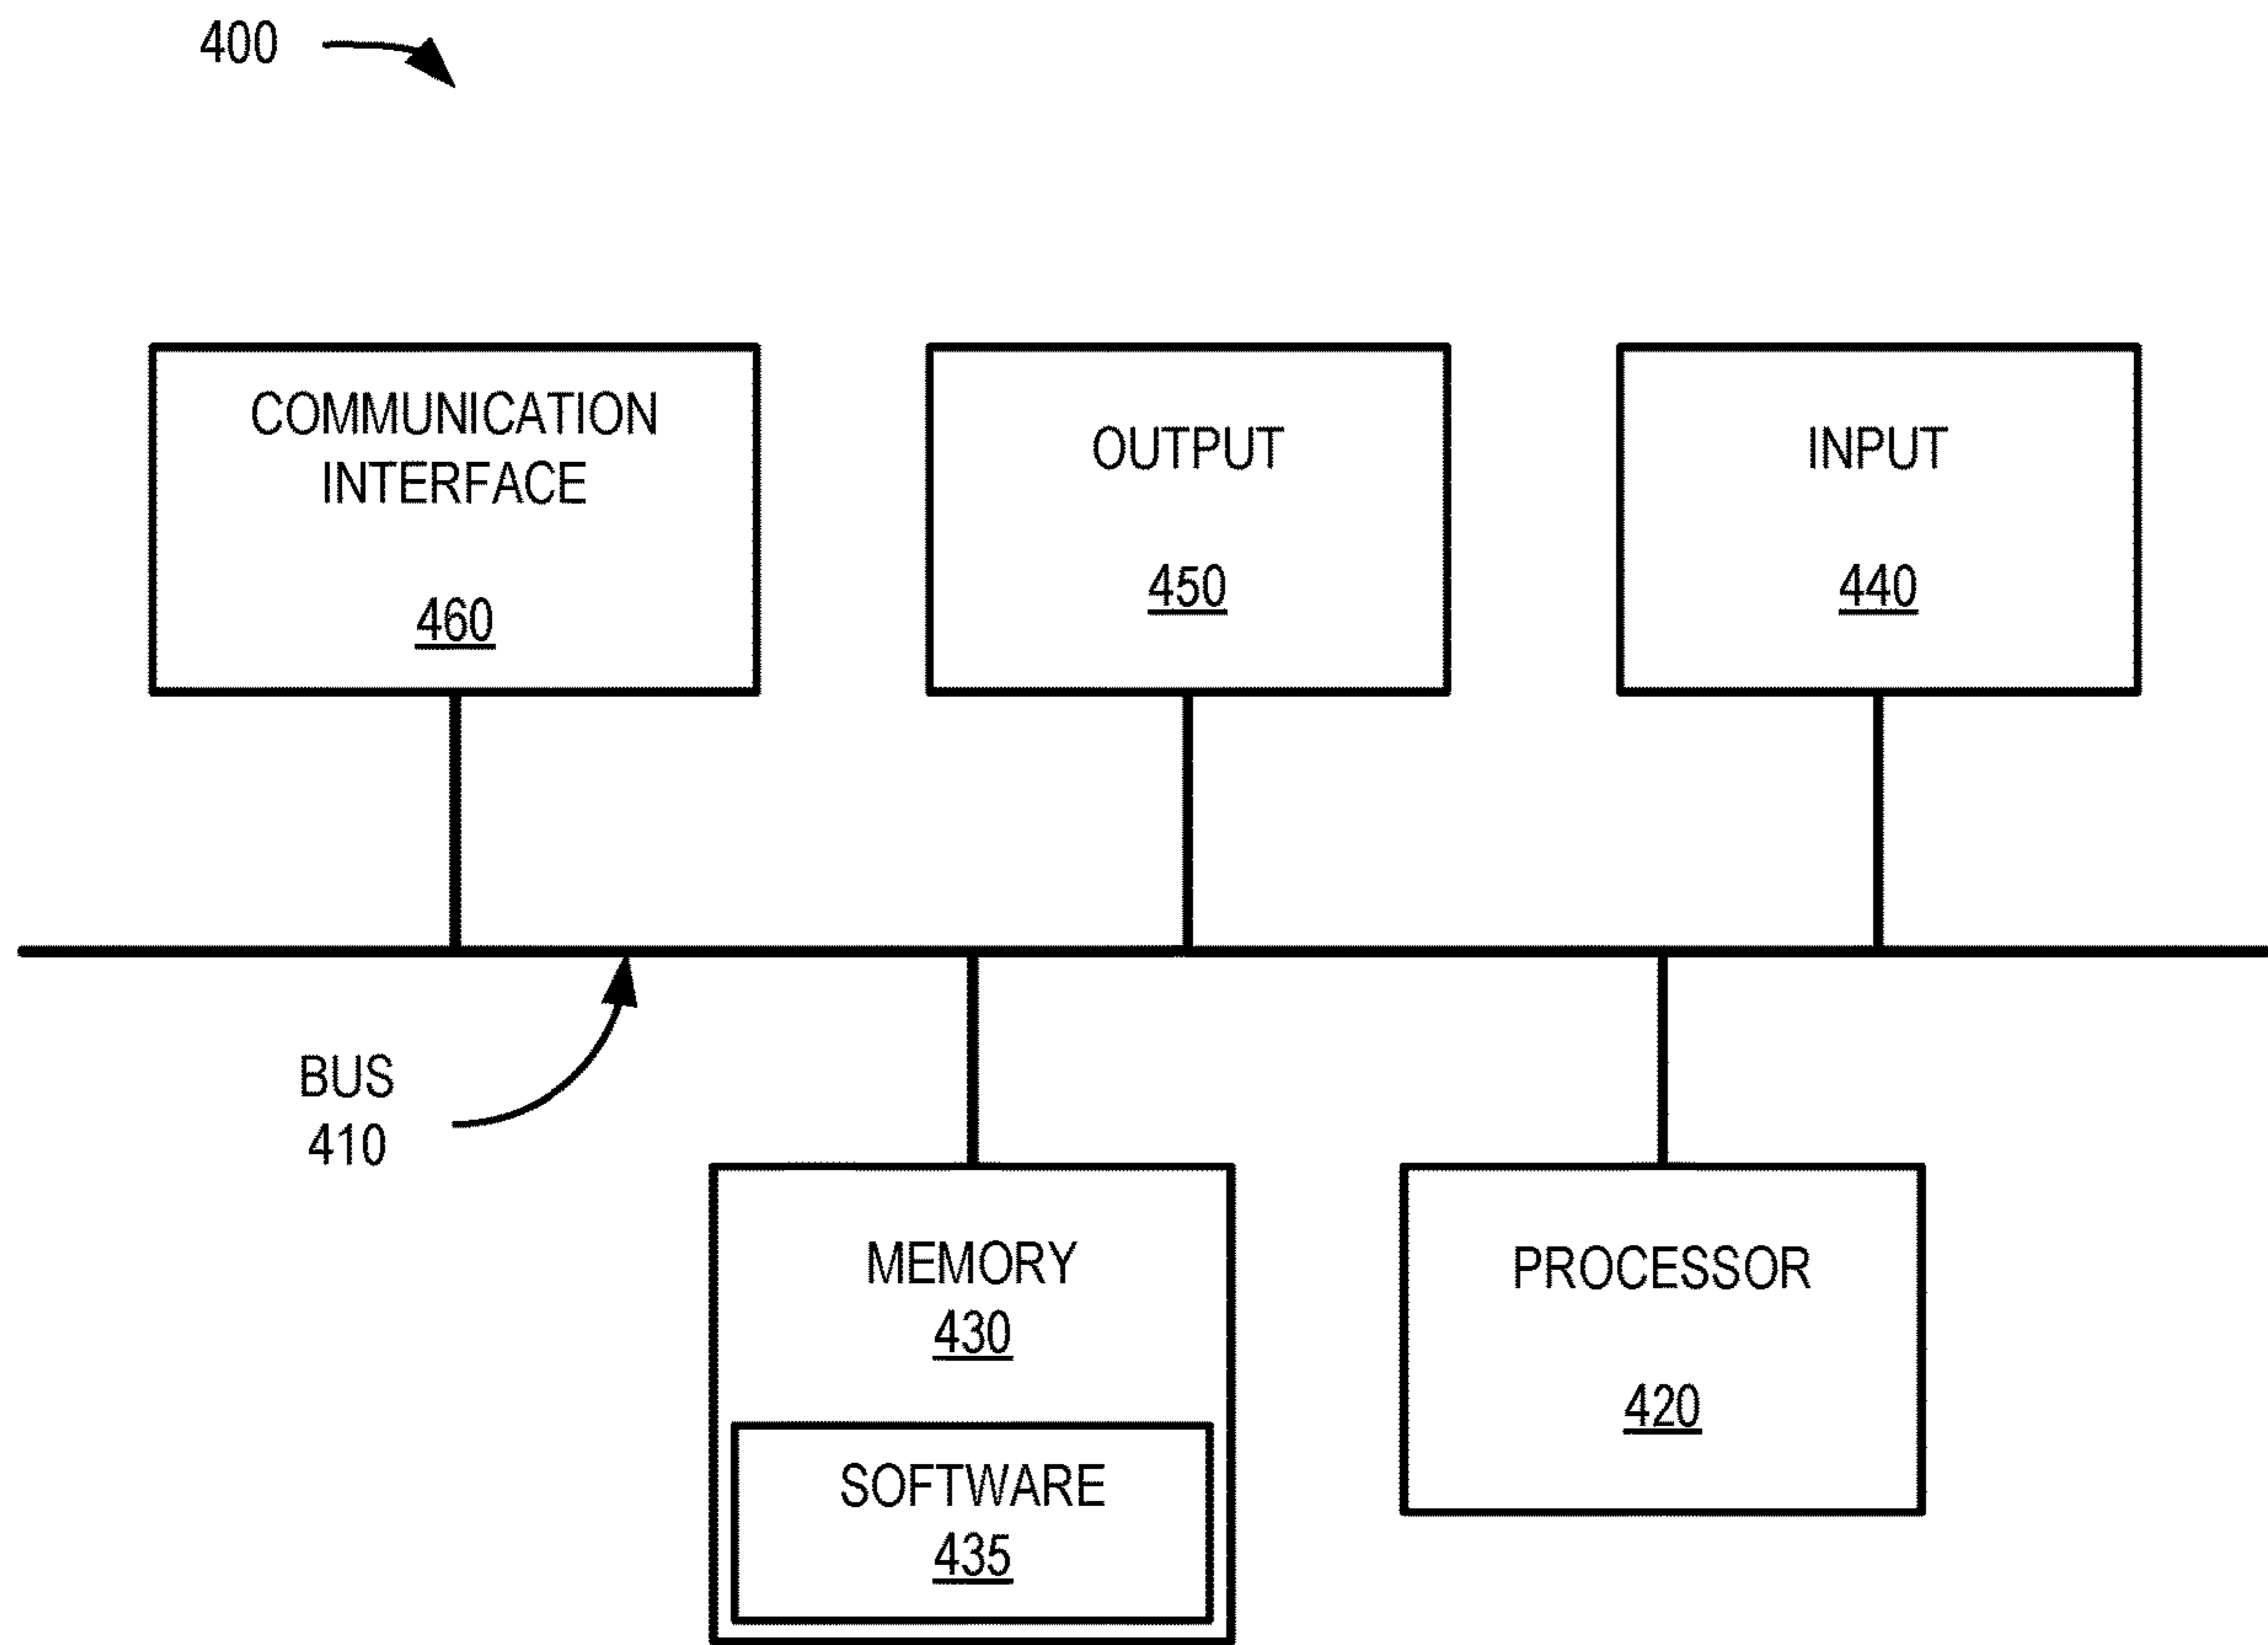 400
COMMUNICATION
INTERFACE
460
OUTPUT
450
INPUT
440
BUS
410
MEMORY
430
SOFTWARE
435
PROCESSOR
420